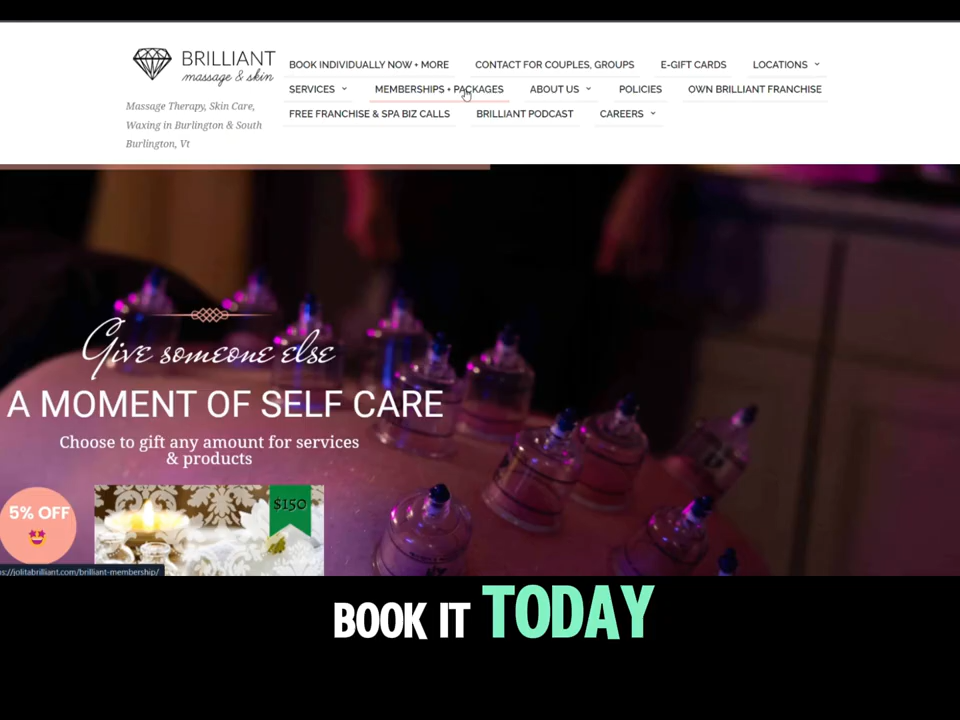 BRILLIANT
massage & skin
Massage Therapy, Skin Care,
Waxing in Burlington & South
Burlington, Vt
BOOK INDIVIDUALLY NOW + MORE
CONTACT FOR COUPLES, GROUPS
E-GIFT CARDS
LOCATIONS
SERVICES
MEMBERSHIPS + PACKAGES
ABOUT US
POLICIES
OWN BRILLIANT FRANCHISE
FREE FRANCHISE & SPA BIZ CALLS
BRILLIANT PODCAST
CAREERS
Give someone else
A MOMENT OF SELF CARE
Choose to gift any amount for services
& products
5% OFF
$150
s://jolitabrilliant.com/brilliant-membership/
BOOK IT TODAY